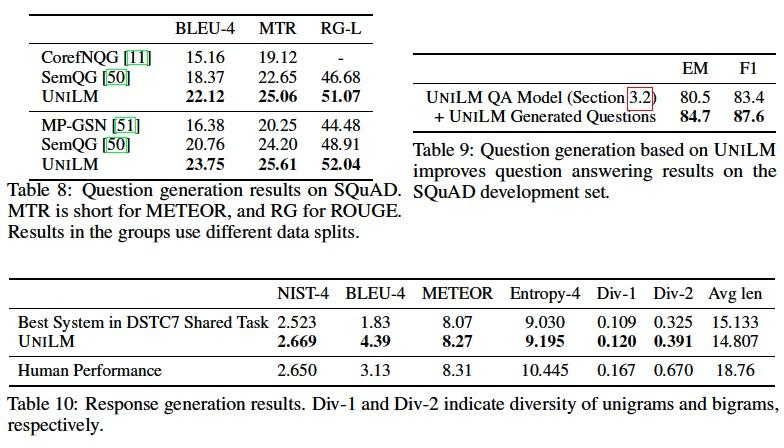 BLEU-4 MTR RG-L
CorefNQG [11] 15.16 19.12 -
SemQG [50] 18.37 22.65 46.68
UNILM 22.12 25.06 51.07
MP-GSN [51] 16.38 20.25 44.48
SemQG [50] 20.76 24.20 48.91
UNILM 23.75 25.61 52.04
Table 8: Question generation results on SQuAD.
MTR is short for METEOR, and RG for ROUGE.
Results in the groups use different data splits.
EM F1
UNILM QA Model (Section 3.2) 80.5 83.4
+ UNILM Generated Questions 84.7 87.6
Table 9: Question generation based on UNILM
improves question answering results on the
SQuAD development set.
NIST-4 BLEU-4 METEOR Entropy-4 Div-1 Div-2 Avg len
Best System in DSTC7 Shared Task 2.523 1.83 8.07 9.030 0.109 0.325 15.133
UNILM 2.669 4.39 8.27 9.195 0.120 0.391 14.807
Human Performance 2.650 3.13 8.31 10.445 0.167 0.670 18.76
Table 10: Response generation results. Div-1 and Div-2 indicate diversity of unigrams and bigrams,
respectively.